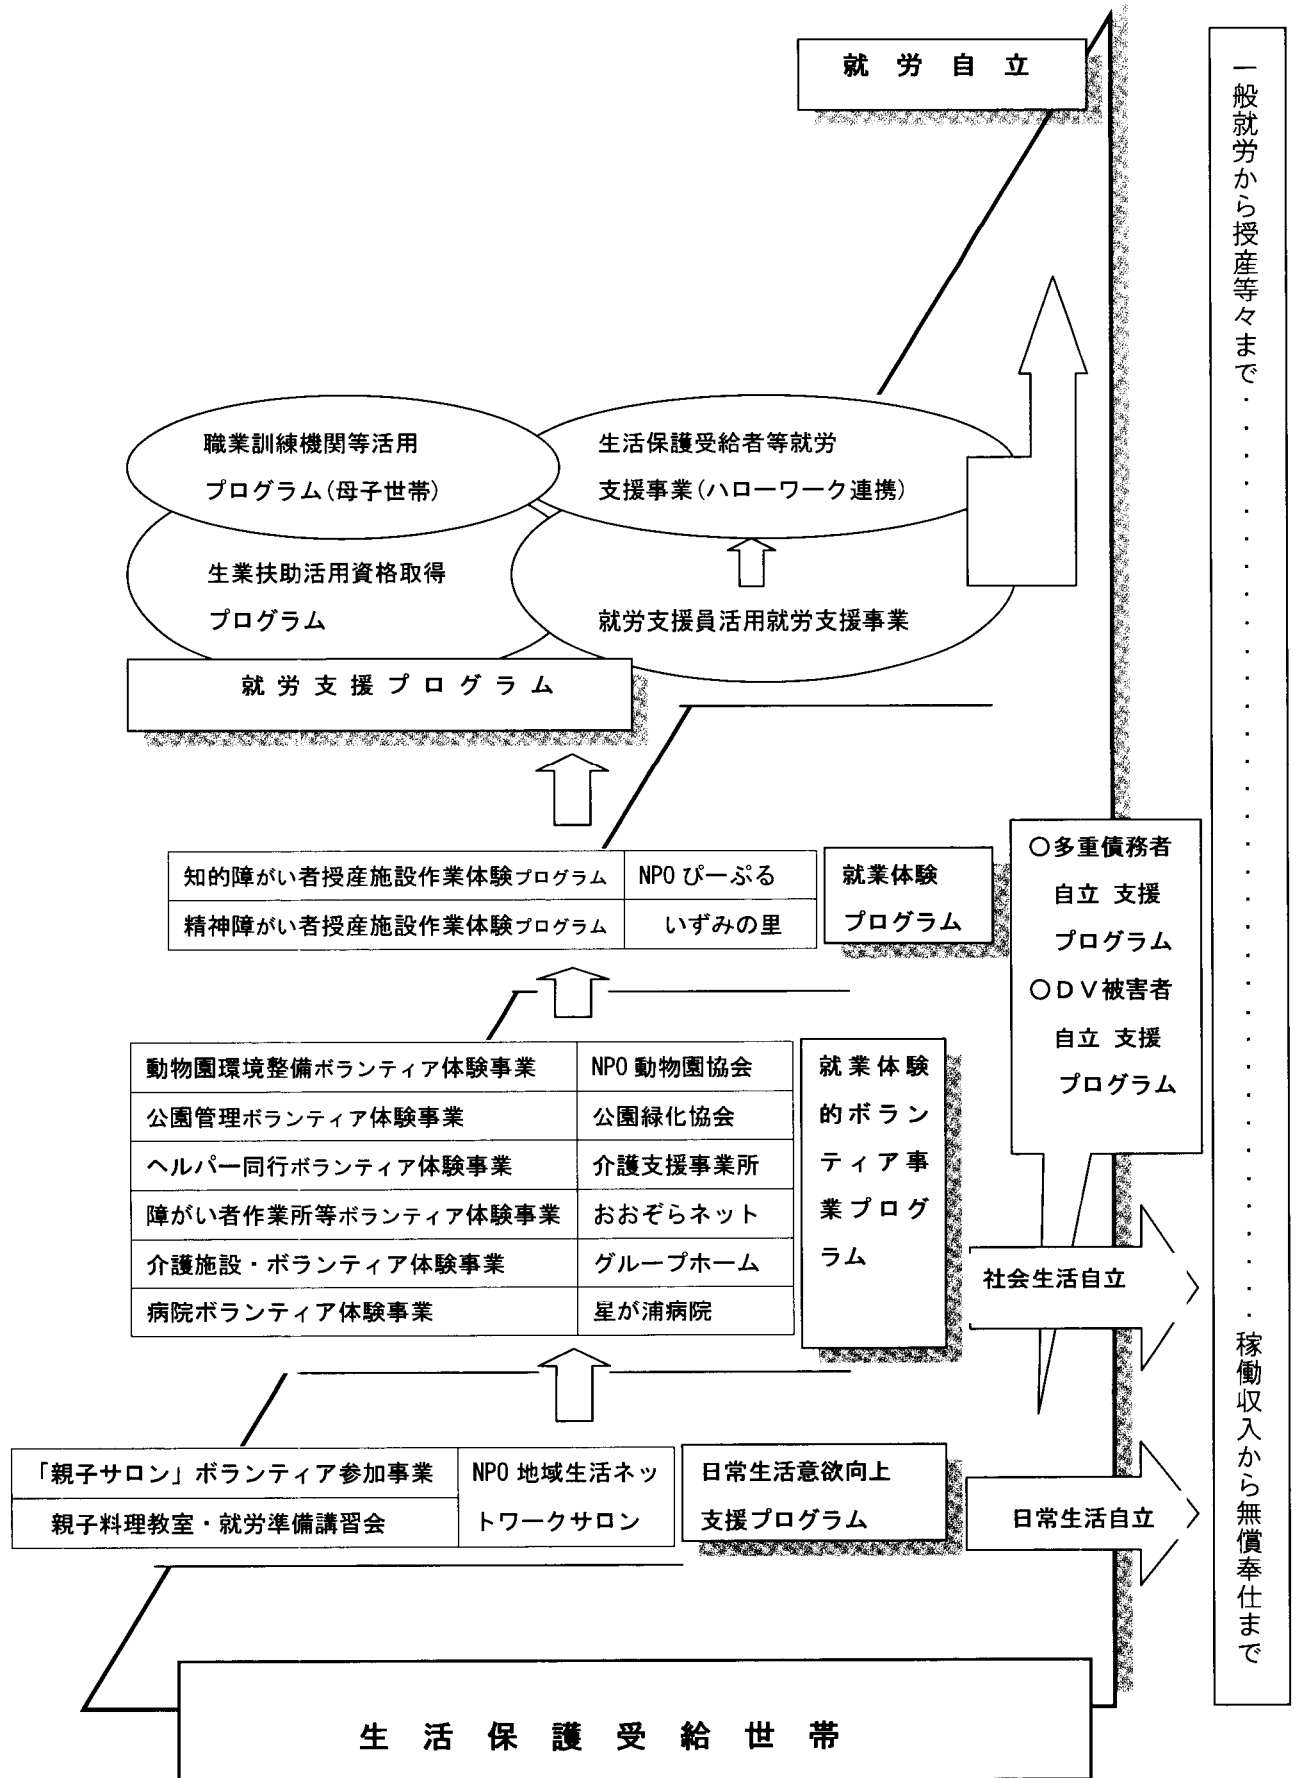 就労自立
一般就労から授産等々まで・・・・・・・・・・・・・・・・・・・・・・・・・・・・・・・・・・稼働収入から無償奉仕まで
職業訓練機関等活用
プログラム(母子世帯)
生活保護受給者等就労
支援事業(ハローワーク連携)
生業扶助活用資格取得
プログラム
就労支援員活用就労支援事業
就労支援プログラム
知的障がい者授産施設作業体験プログラム NPOぴーぷる
精神障がい者授産施設作業体験プログラム いずみの里
就業体験
プログラム
○多重債務者
自立 支援
プログラム
○DV被害者
自立 支援
プログラム
動物園環境整備ボランティア体験事業 NPO動物園協会
公園管理ボランティア体験事業 公園緑化協会
ヘルパー同行ボランティア体験事業 介護支援事業所
障がい者作業所等ボランティア体験事業 おおぞらネット
介護施設・ボランティア体験事業 グループホーム
病院ボランティア体験事業 星が浦病院
就業体験
的ボラン
ティア事
業プログ
ラム
社会生活自立
「親子サロン」ボランティア参加事業
親子料理教室・就労準備講習会
NPO地域生活ネッ
トワークサロン
日常生活意欲向上
支援プログラム
日常生活自立
生活保護受給世帯